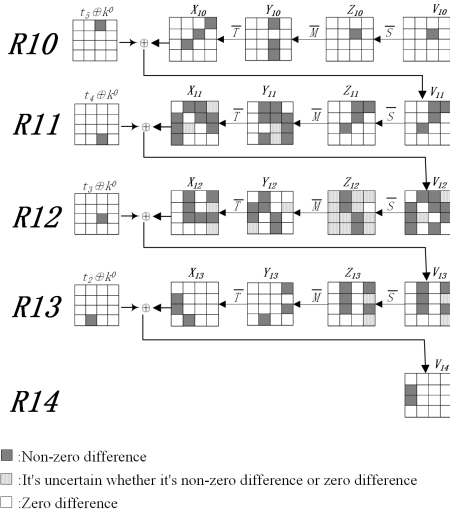 t₅⊕k⁰ X₁₀ Y₁₀ Z₁₀ V₁₀
R10 ⊕ T̅ M̅ S̅
t₄⊕k⁰ X₁₁ Y₁₁ Z₁₁ V₁₁
R11 ⊕ T̅ M̅ S̅
t₃⊕k⁰ X₁₂ Y₁₂ Z₁₂ V₁₂
R12 ⊕ T̅ M̅ S̅
t₂⊕k⁰ X₁₃ Y₁₃ Z₁₃ V₁₃
R13 ⊕ T̅ M̅ S̅
V₁₄
R14
:Non-zero difference
:It's uncertain whether it's non-zero difference or zero difference
:Zero difference